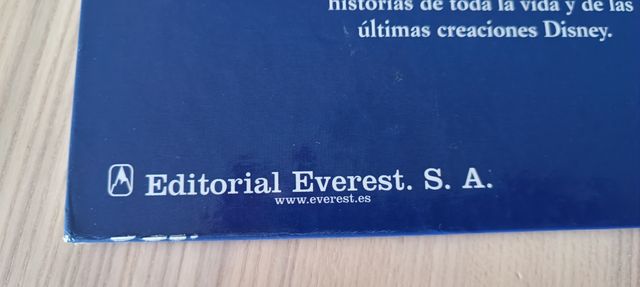 historias de toda la vida y de las
últimas creaciones Disney.
Editorial Everest. S. A.
www.everest.es